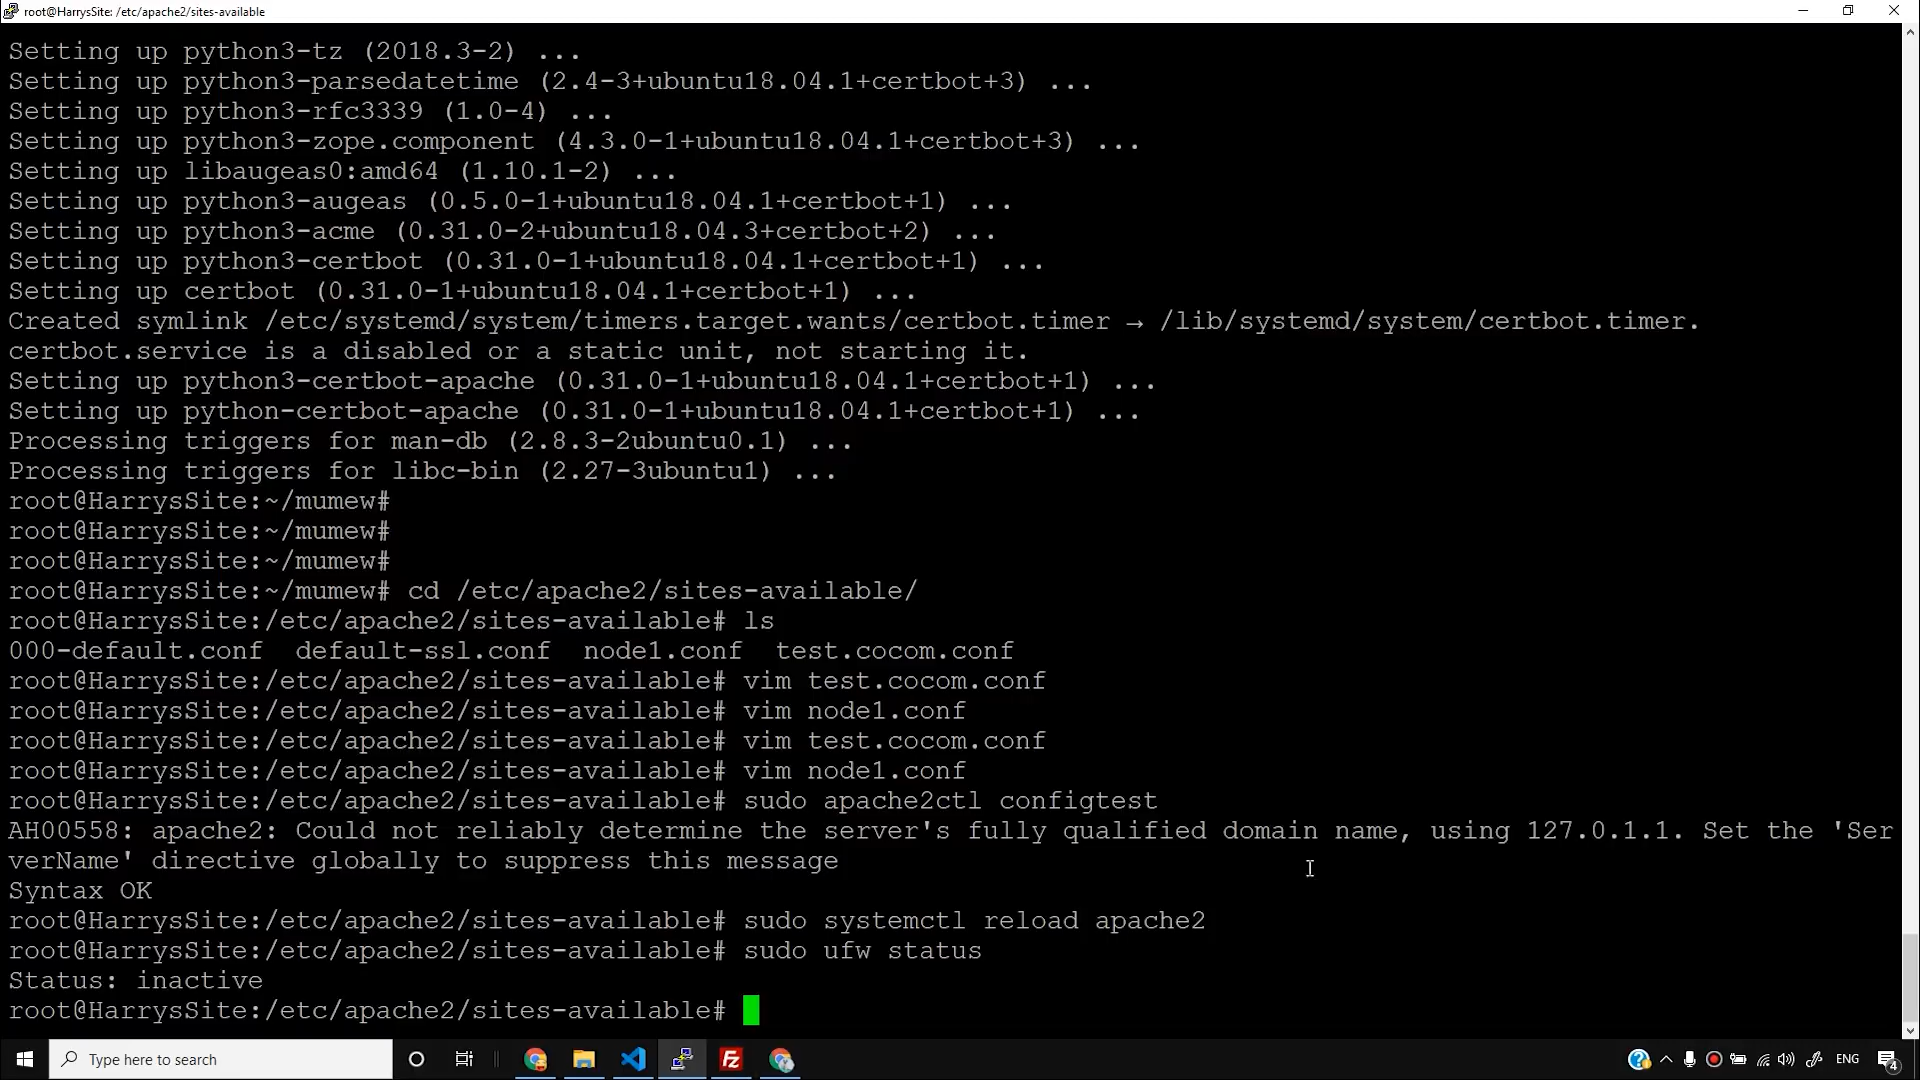 root@HarrysSite: /etc/apache2/sites-available
Setting up python3-tz (2018.3-2) ...
Setting up python3-parsedatetime (2.4-3+ubuntu18.04.1+certbot+3) ...
Setting up python3-rfc3339 (1.0-4) ...
Setting up python3-zope.component (4.3.0-1+ubuntu18.04.1+certbot+3) ...
Setting up libaugeas0:amd64 (1.10.1-2) ...
Setting up python3-augeas (0.5.0-1+ubuntu18.04.1+certbot+1) ...
Setting up python3-acme (0.31.0-2+ubuntu18.04.3+certbot+2) ...
Setting up python3-certbot (0.31.0-1+ubuntu18.04.1+certbot+1) ...
Setting up certbot (0.31.0-1+ubuntu18.04.1+certbot+1) ...
Created symlink /etc/systemd/system/timers.target.wants/certbot.timer → /lib/systemd/system/certbot.timer.
certbot.service is a disabled or a static unit, not starting it.
Setting up python3-certbot-apache (0.31.0-1+ubuntu18.04.1+certbot+1) ...
Setting up python-certbot-apache (0.31.0-1+ubuntu18.04.1+certbot+1) ...
Processing triggers for man-db (2.8.3-2ubuntu0.1) ...
Processing triggers for libc-bin (2.27-3ubuntu1) ...
root@HarrysSite:~/mumew#
root@HarrysSite:~/mumew#
root@HarrysSite:~/mumew#
root@HarrysSite:~/mumew# cd /etc/apache2/sites-available/
root@HarrysSite:/etc/apache2/sites-available# ls
000-default.conf  default-ssl.conf  node1.conf  test.cocom.conf
root@HarrysSite:/etc/apache2/sites-available# vim test.cocom.conf
root@HarrysSite:/etc/apache2/sites-available# vim node1.conf
root@HarrysSite:/etc/apache2/sites-available# vim test.cocom.conf
root@HarrysSite:/etc/apache2/sites-available# vim node1.conf
root@HarrysSite:/etc/apache2/sites-available# sudo apache2ctl configtest
AH00558: apache2: Could not reliably determine the server's fully qualified domain name, using 127.0.1.1. Set the 'Ser
verName' directive globally to suppress this message
Syntax OK
root@HarrysSite:/etc/apache2/sites-available# sudo systemctl reload apache2
root@HarrysSite:/etc/apache2/sites-available# sudo ufw status
Status: inactive
root@HarrysSite:/etc/apache2/sites-available#
Type here to search
ENG
4